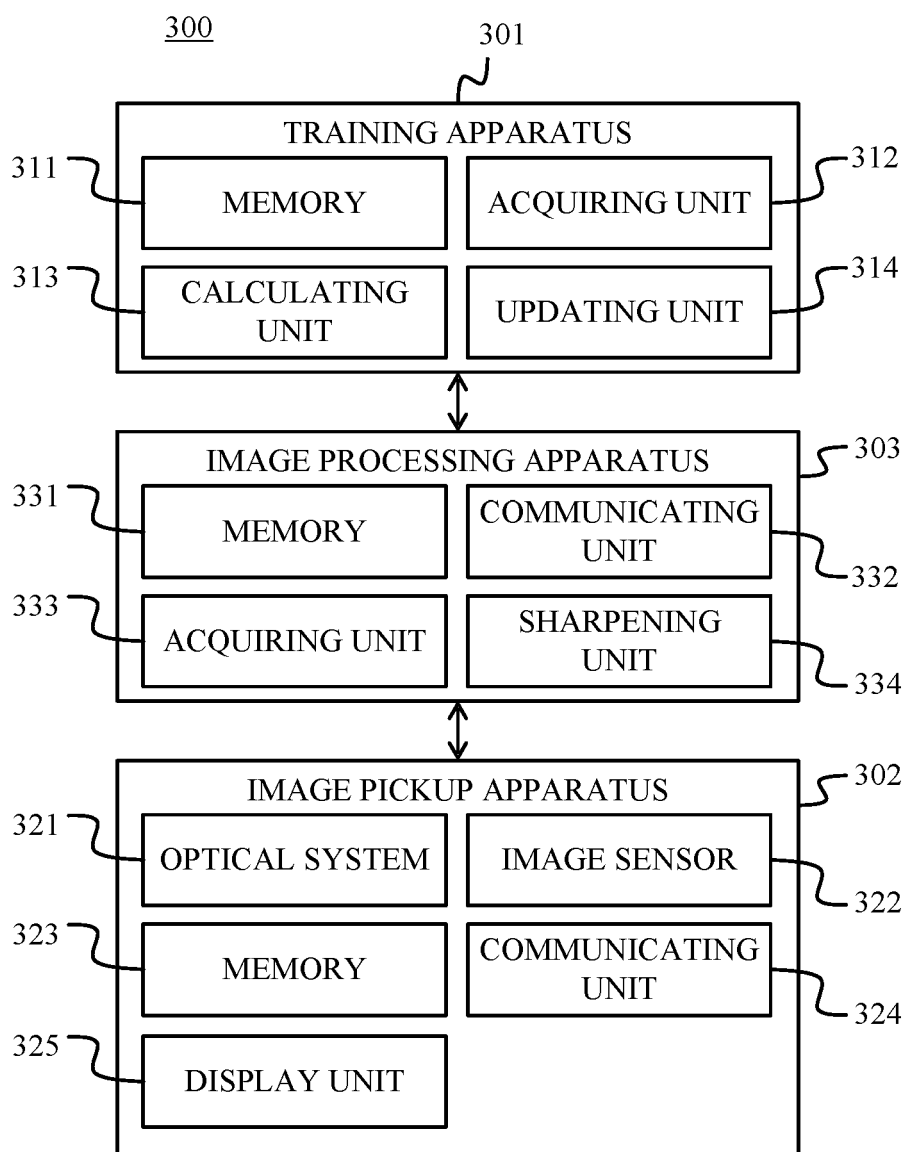 300
301
TRAINING APPARATUS
311
MEMORY
ACQUIRING UNIT
312
313
CALCULATING
UNIT
UPDATING UNIT
314
IMAGE PROCESSING APPARATUS
303
331
MEMORY
COMMUNICATING
UNIT
332
333
ACQUIRING UNIT
SHARPENING
UNIT
334
IMAGE PICKUP APPARATUS
302
321
OPTICAL SYSTEM
IMAGE SENSOR
322
323
MEMORY
COMMUNICATING
UNIT
324
325
DISPLAY UNIT